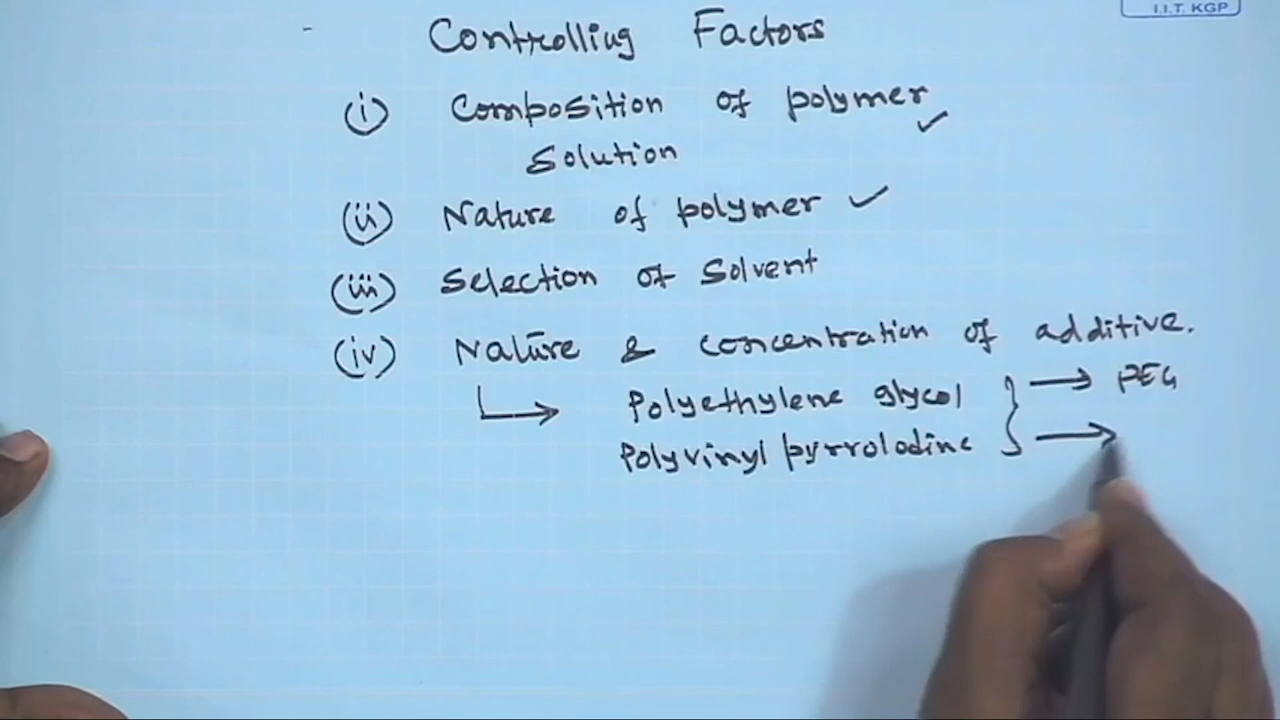 I.I.T. KGP
Controlling Factors
(i) Composition of polymer
solution
(ii) Nature of polymer
(iii) Selection of solvent
(iv) Nature & concentration of additive.
Polyethylene glycol → PEG
Polyvinyl pyrrolodine →